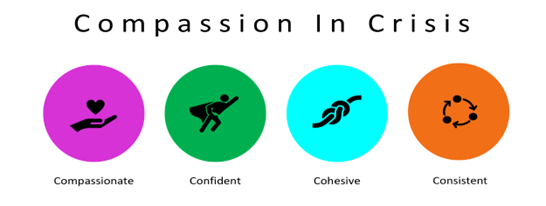 Compassion In Crisis
Compassionate
Confident
Cohesive
Consistent